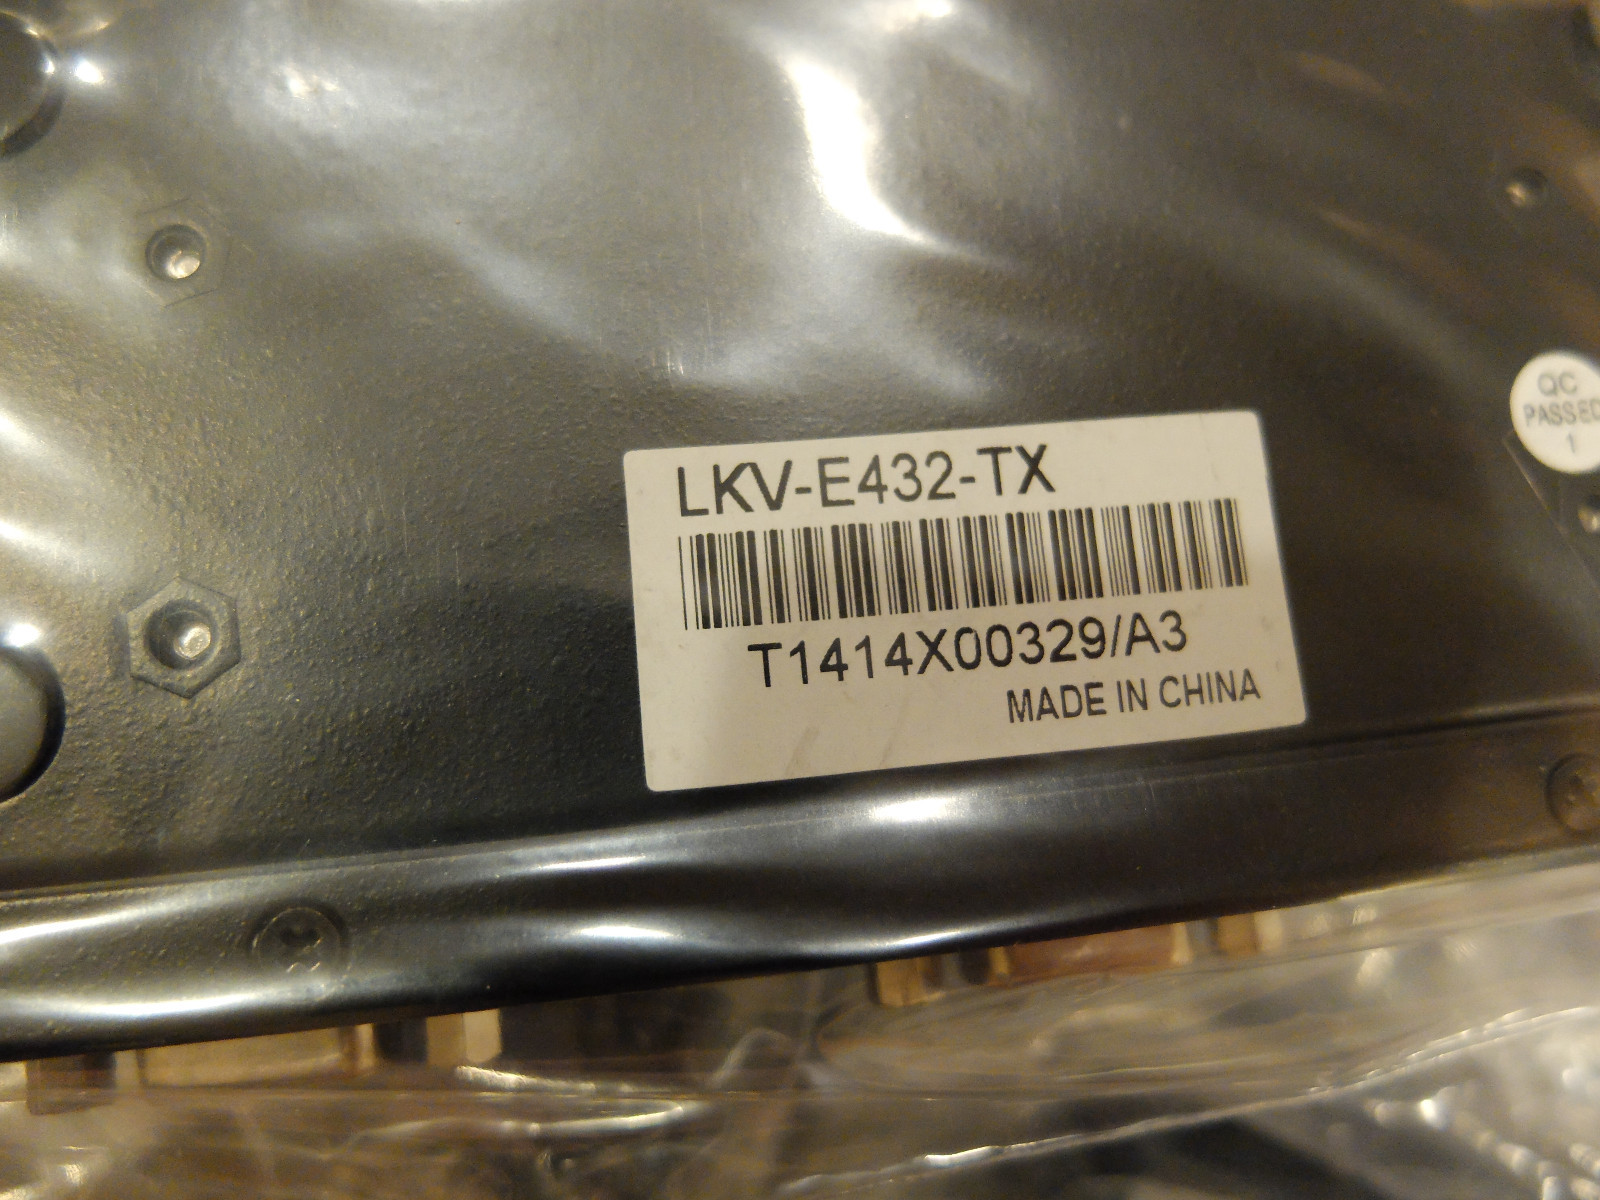 LKV-E432-TX
T1414X00329/A3
MADE IN CHINA
QC
PASSED
1